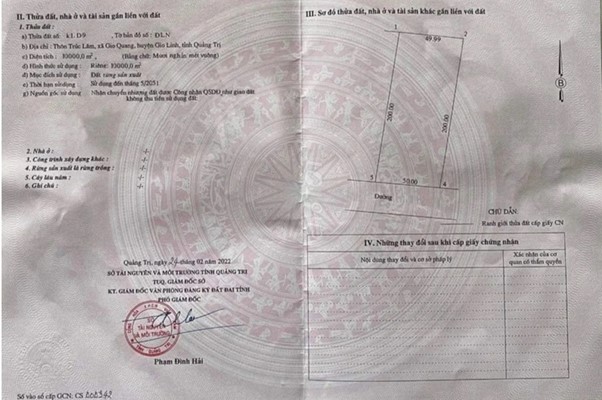 II. Thửa đất, nhà ở và tài sản gắn liền với đất
1. Thửa đất:
a) Thửa đất số : k1.D9 , Tờ bản đồ số : ĐLN
b) Địa chỉ : Thôn Trúc Lâm, xã Gio Quang, huyện Gio Linh, tỉnh Quảng Trị
c) Diện tích : 10000,0 m² (Bằng chữ: Mười nghìn mét vuông)
d) Hình thức sử dụng : Riêng: 10000,0 m²
đ) Mục đích sử dụng : Đất rừng sản xuất
e) Thời hạn sử dụng : Sử dụng đến tháng 5/2051
g) Nguồn gốc sử dụng : Nhận chuyển nhượng đất được Công nhận QSDĐ như giao đất
không thu tiền sử dụng đất
2. Nhà ở : -/-
3. Công trình xây dựng khác : -/-
4. Rừng sản xuất là rừng trồng : -/-
5. Cây lâu năm : -/-
6. Ghi chú : -/-
Quảng Trị, ngày 24 tháng 02 năm 2022
SỞ TÀI NGUYÊN VÀ MÔI TRƯỜNG TỈNH QUẢNG TRỊ
TUQ. GIÁM ĐỐC SỞ
KT. GIÁM ĐỐC VĂN PHÒNG ĐĂNG KÝ ĐẤT ĐAI TỈNH
PHÓ GIÁM ĐỐC
SỞ
TÀI NGUYÊN
VÀ MÔI TRƯỜNG
Phạm Đình Hải
Số vào sổ cấp GCN: CS
III. Sơ đồ thửa đất, nhà ở và tài sản khác gắn liền với đất
1
2
49.99
200.00
200.00
5
50.00
4
Đường
B
CHỈ DẪN:
Ranh giới thửa đất cấp giấy CN
IV. Những thay đổi sau khi cấp giấy chứng nhận
Nội dung thay đổi và cơ sở pháp lý
Xác nhận của cơ
quan có thẩm quyền